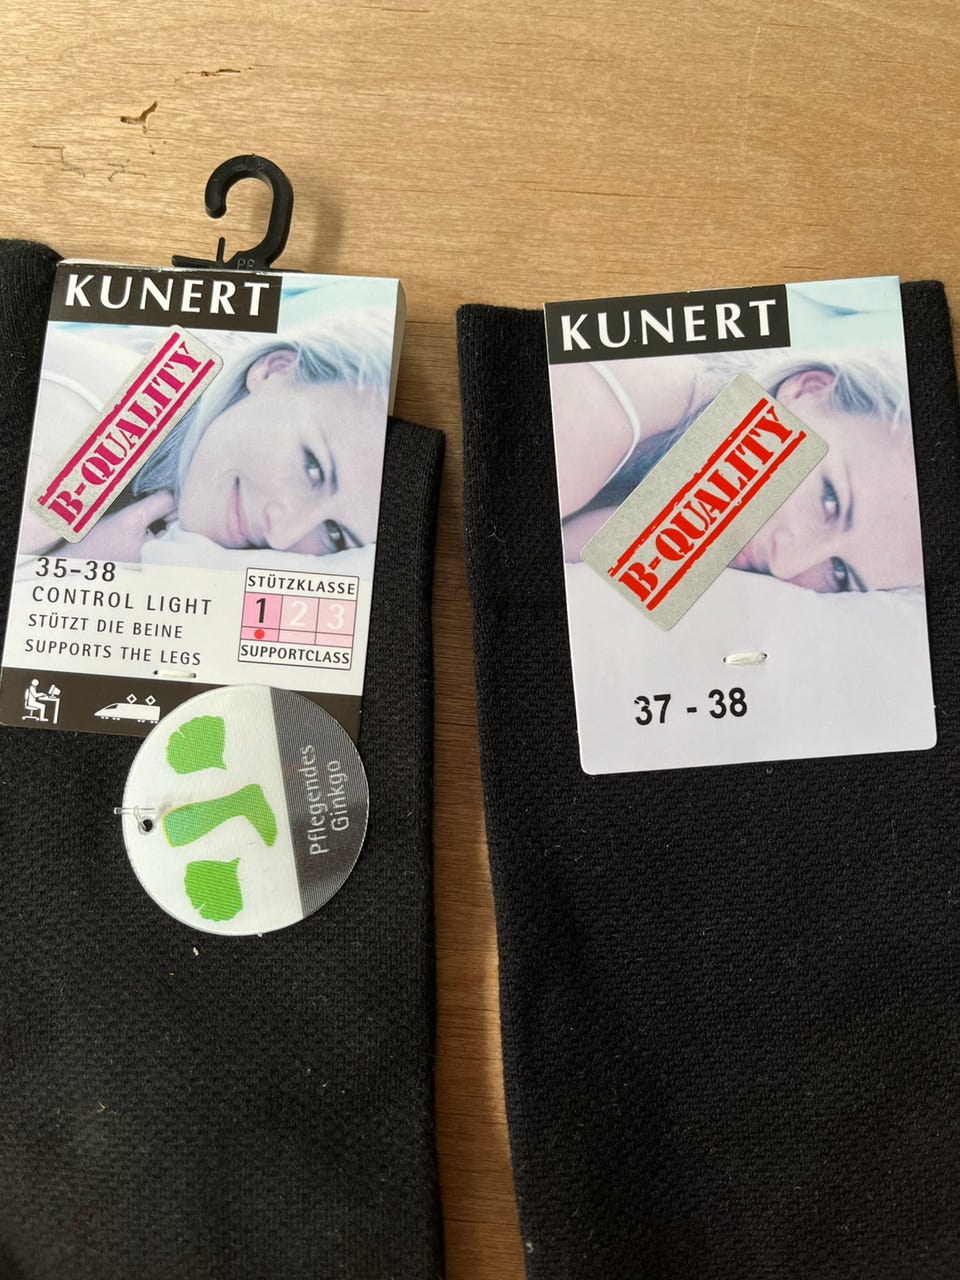 KUNERT
B-QUALITY
35-38
CONTROL LIGHT
STÜTZT DIE BEINE
SUPPORTS THE LEGS
STÜTZKLASSE
1 2 3
SUPPORTCLASS
Pflegendes
Ginkgo
KUNERT
B-QUALITY
37 - 38